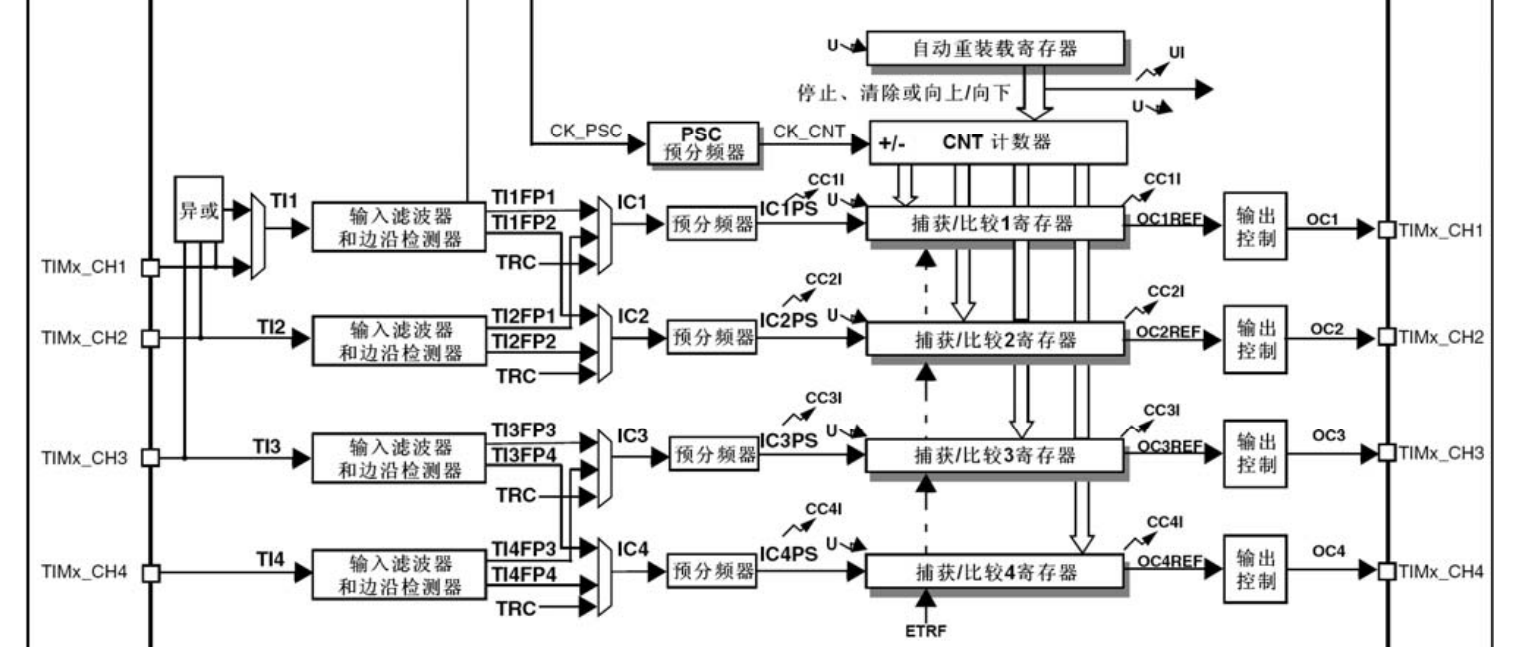 U
自动重装载寄存器
UI
停止、清除或向上/向下
U
CK_PSC
PSC
预分频器
CK_CNT
+/-
CNT 计数器
异或
TI1
输入滤波器
和边沿检测器
TI1FP1
TI1FP2
TRC
IC1
预分频器
IC1PS
CC1I
U
捕获/比较1寄存器
CC1I
OC1REF
输出
控制
OC1
TIMx_CH1
TIMx_CH1
TIMx_CH2
TI2
输入滤波器
和边沿检测器
TI2FP1
TI2FP2
TRC
IC2
预分频器
IC2PS
CC2I
U
捕获/比较2寄存器
CC2I
OC2REF
输出
控制
OC2
TIMx_CH2
TIMx_CH3
TI3
输入滤波器
和边沿检测器
TI3FP3
TI3FP4
TRC
IC3
预分频器
IC3PS
CC3I
U
捕获/比较3寄存器
CC3I
OC3REF
输出
控制
OC3
TIMx_CH3
TIMx_CH4
TI4
输入滤波器
和边沿检测器
TI4FP3
TI4FP4
TRC
IC4
预分频器
IC4PS
CC4I
U
捕获/比较4寄存器
CC4I
OC4REF
输出
控制
OC4
TIMx_CH4
ETRF